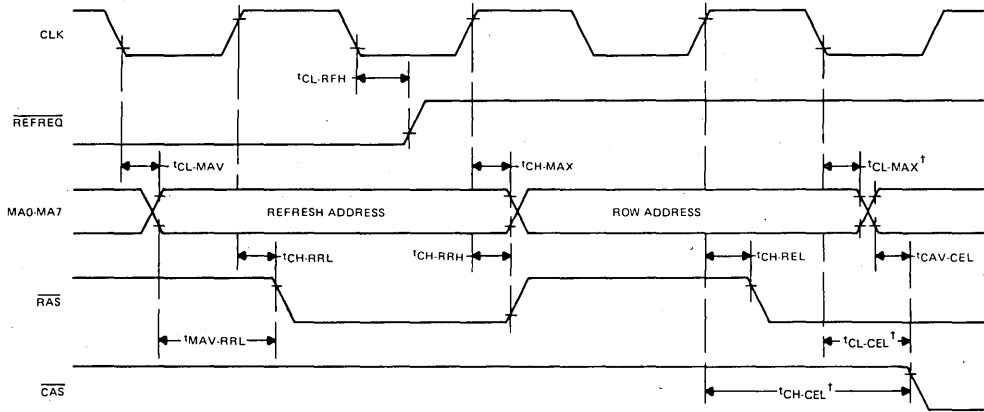 CLK
tCL-RFH
REFREQ
tCL-MAV
tCH-MAX
tCL-MAX†
MA0-MA7
REFRESH ADDRESS
ROW ADDRESS
tCH-RRL
tCH-RRH
tCH-REL
tCAV-CEL
RAS
tMAV-RRL
tCL-CEL†
CAS
tCH-CEL†